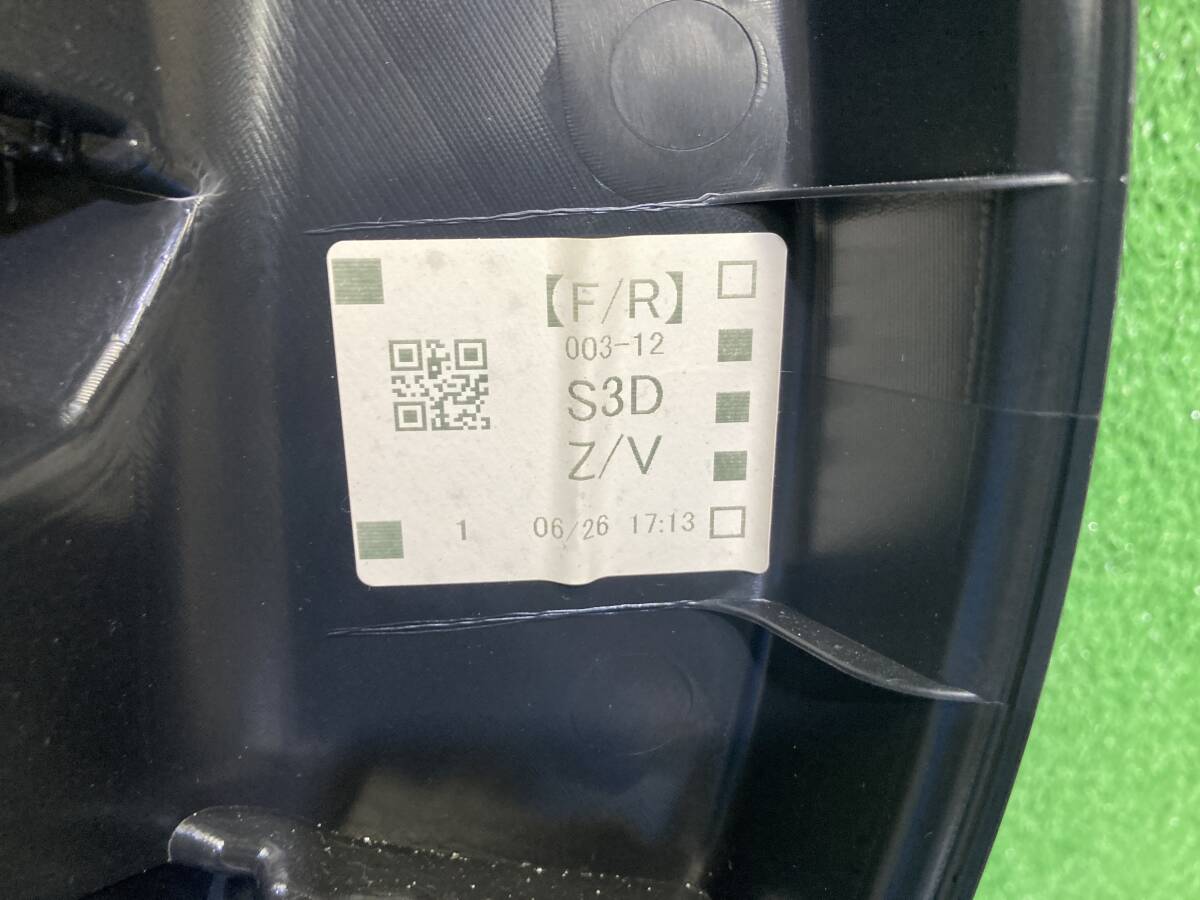 【F/R】
003-12
S3D
Z/V
1 06/26 17:13